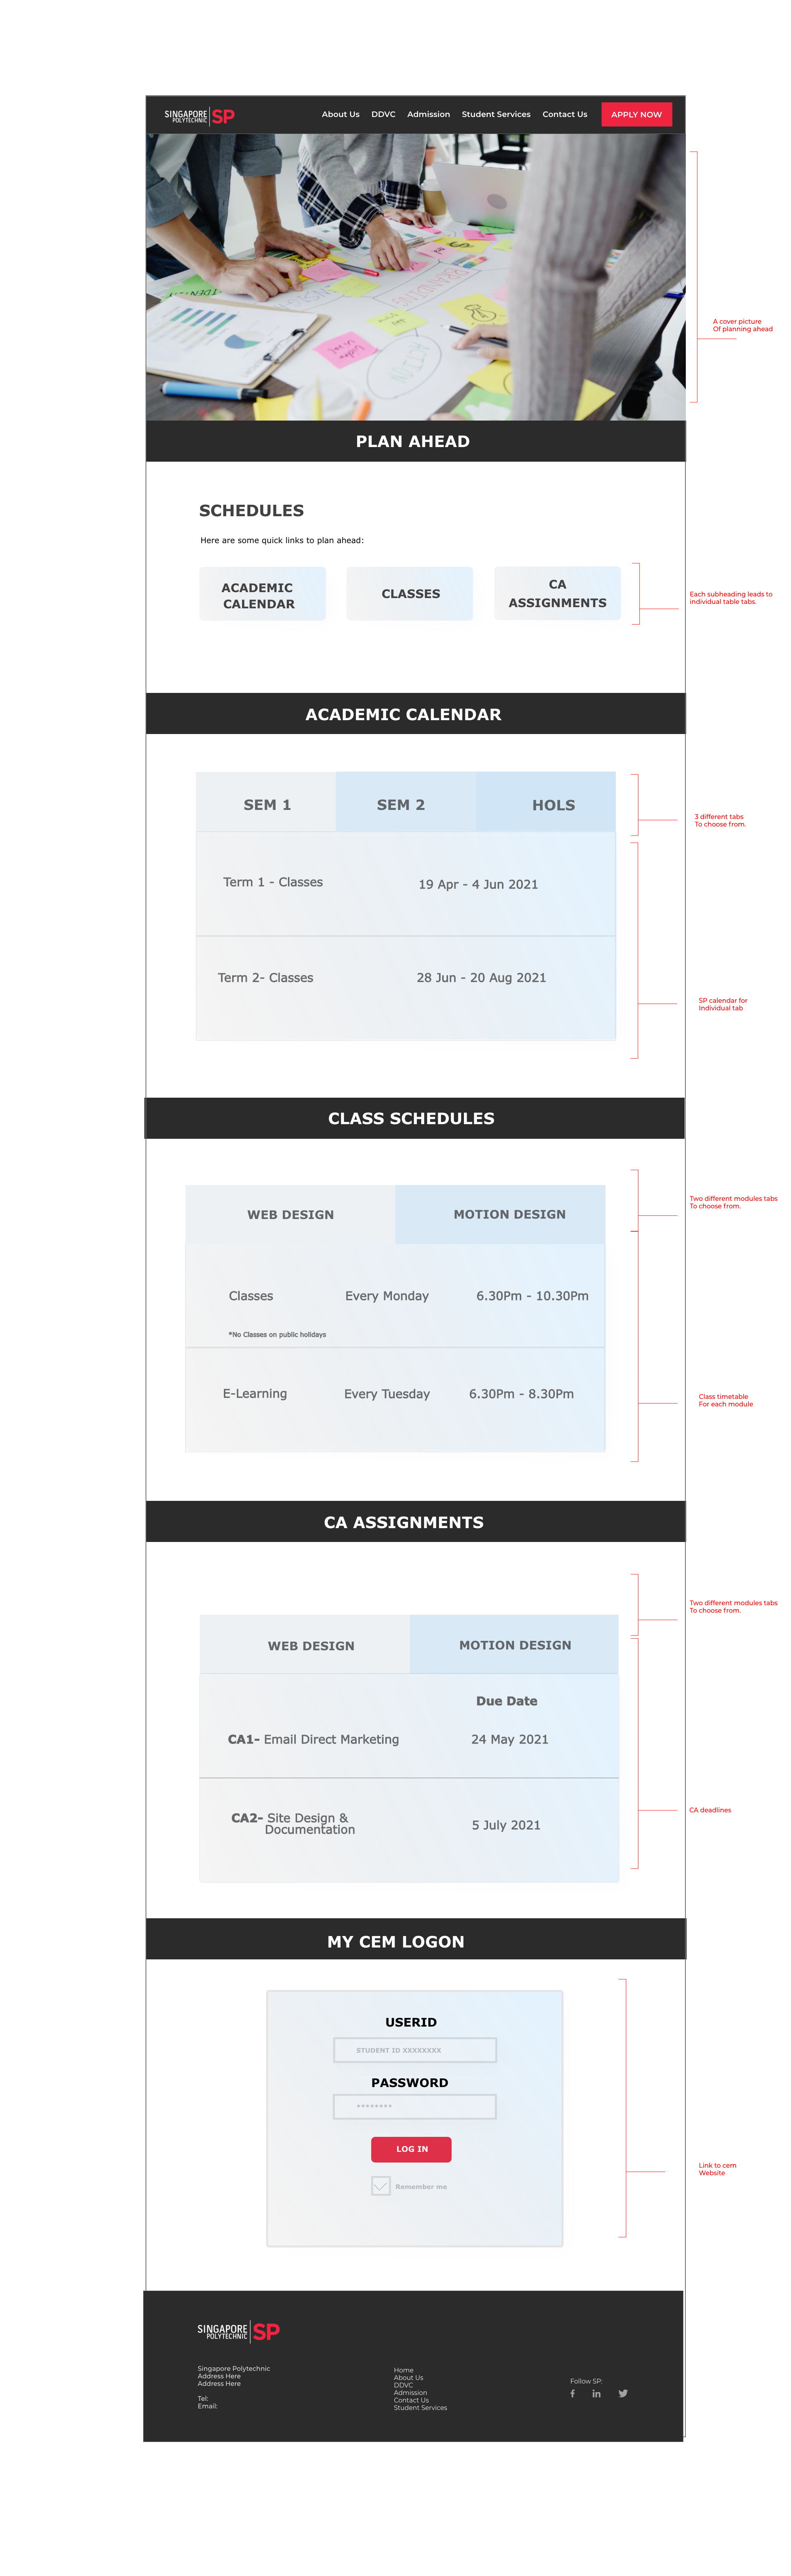 SINGAPORE
POLYTECHNIC SP
About Us DDVC Admission Student Services Contact Us APPLY NOW
A cover picture
Of planning ahead
PLAN AHEAD
SCHEDULES
Here are some quick links to plan ahead:
ACADEMIC
CALENDAR
CLASSES
CA
ASSIGNMENTS
Each subheading leads to
individual table tabs.
ACADEMIC CALENDAR
SEM 1 SEM 2 HOLS
3 different tabs
To choose from.
Term 1 - Classes 19 Apr - 4 Jun 2021
Term 2- Classes 28 Jun - 20 Aug 2021
SP calendar for
Individual tab
CLASS SCHEDULES
WEB DESIGN MOTION DESIGN
Two different modules tabs
To choose from.
Classes Every Monday 6.30Pm - 10.30Pm
*No Classes on public holidays
E-Learning Every Tuesday 6.30Pm - 8.30Pm
Class timetable
For each module
CA ASSIGNMENTS
Two different modules tabs
To choose from.
WEB DESIGN MOTION DESIGN
Due Date
CA1- Email Direct Marketing 24 May 2021
CA2- Site Design &
Documentation
5 July 2021
CA deadlines
MY CEM LOGON
USERID
STUDENT ID XXXXXXXX
PASSWORD
********
LOG IN
Remember me
Link to cem
Website
SINGAPORE
POLYTECHNIC SP
Singapore Polytechnic
Address Here
Address Here
Tel:
Email:
Home
About Us
DDVC
Admission
Contact Us
Student Services
Follow SP: